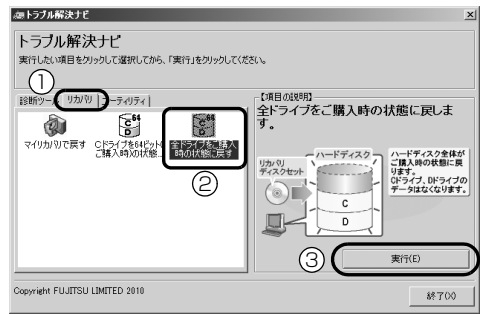 トラブル解決ナビ
トラブル解決ナビ
実行したい項目をクリックして選択してから、「実行」をクリックしてください。
①
診断ツール
リカバリ
ユーティリティ
マイリカバリで戻す
64
C
Cドライブを64ビット(
ご購入時)の状態...
64
C
D
全ドライブをご購入
時の状態に戻す
②
【項目の説明】
全ドライブをご購入時の状態に戻しま
す。
リカバリ
ディスクセット
ハードディスク
C
D
ハードディスク全体が
ご購入時の状態に戻
ります。
Cドライブ、Dドライブの
データはなくなります。
③
実行(E)
Copyright FUJITSU LIMITED 2010
終了(X)